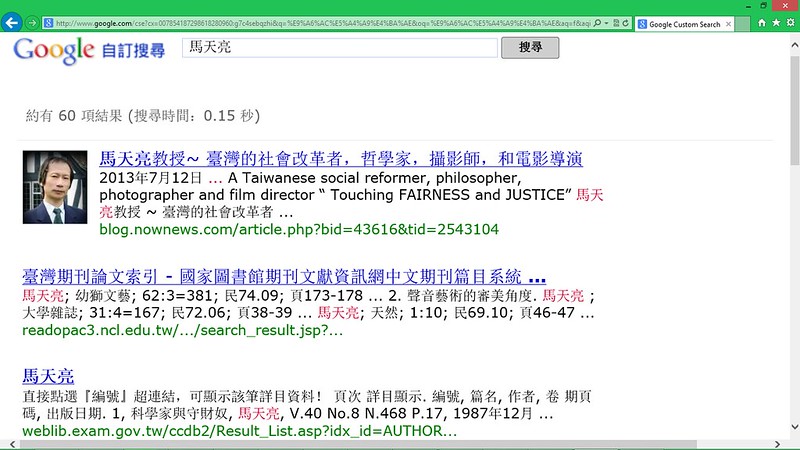 http://www.google.com/cse?cx=007854187298618280960:g7c4sebqzhi&q=%E9%A6%AC%E5%A4%A9%E4%BA%AE&oq=%E9%A6%AC%E5%A4%A9%E4%BA%AE&aq=f&aqi
Google Custom Search
Google 自訂搜尋 馬天亮 搜尋
約有 60 項結果 (搜尋時間：0.15 秒)
馬天亮教授~ 臺灣的社會改革者，哲學家，攝影師，和電影導演
2013年7月12日 ... A Taiwanese social reformer, philosopher,
photographer and film director “ Touching FAIRNESS and JUSTICE” 馬天
亮教授 ~ 臺灣的社會改革者 ...
blog.nownews.com/article.php?bid=43616&tid=2543104
臺灣期刊論文索引 - 國家圖書館期刊文獻資訊網中文期刊篇目系統 ...
馬天亮; 幼獅文藝; 62:3=381; 民74.09; 頁173-178 ... 2. 聲音藝術的審美角度. 馬天亮 ;
大學雜誌; 31:4=167; 民72.06; 頁38-39 ... 馬天亮; 天然; 1:10; 民69.10; 頁46-47 ...
readopac3.ncl.edu.tw/.../search_result.jsp?...
馬天亮
直接點選『編號』超連結，可顯示該筆詳目資料！ 頁次 詳目顯示. 編號, 篇名, 作者, 卷 期頁
碼, 出版日期. 1, 科學家與守財奴, 馬天亮, V.40 No.8 N.468 P.17, 1987年12月 ...
weblib.exam.gov.tw/ccdb2/Result_List.asp?idx_id=AUTHOR...